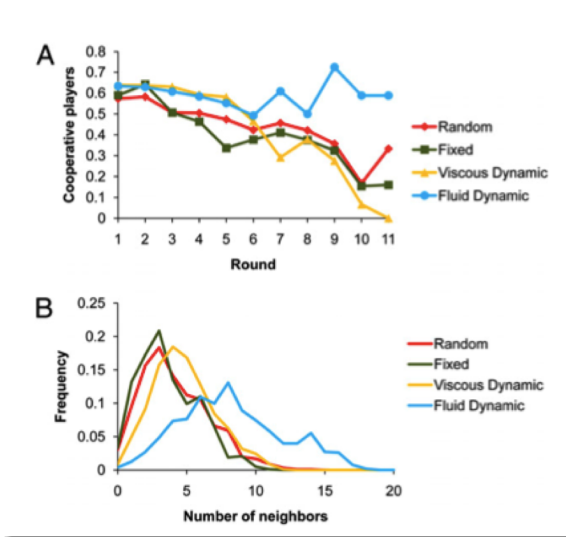 A
0.8
0.7
0.6
0.5
0.4
0.3
0.2
0.1
0
Cooperative players
1 2 3 4 5 6 7 8 9 10 11
Round
Random
Fixed
Viscous Dynamic
Fluid Dynamic
B
0.25
0.2
0.15
0.1
0.05
0
Frequency
0 5 10 15 20
Number of neighbors
Random
Fixed
Viscous Dynamic
Fluid Dynamic